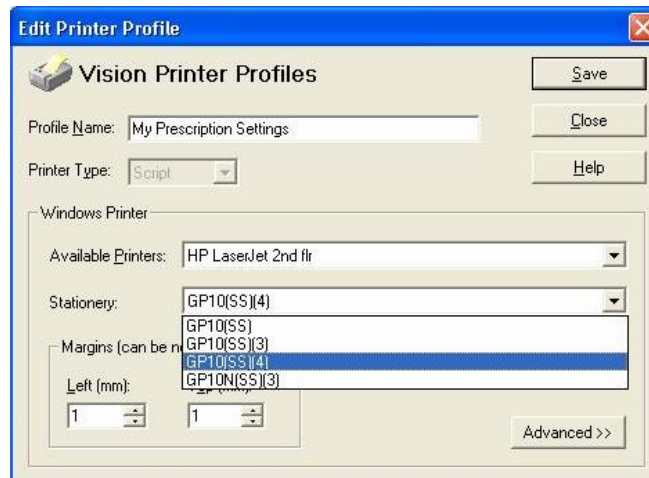 Edit Printer Profile
Vision Printer Profiles
Save
Profile Name: My Prescription Settings
Close
Printer Type: Script
Help
Windows Printer
Available Printers: HP LaserJet 2nd flr
Stationery: GP10(SS)(4)
GP10(SS)
GP10(SS)(3)
Margins (can be
GP10(SS)(4)
GP10N(SS)(3)
Left (mm):
1
1
Advanced >>